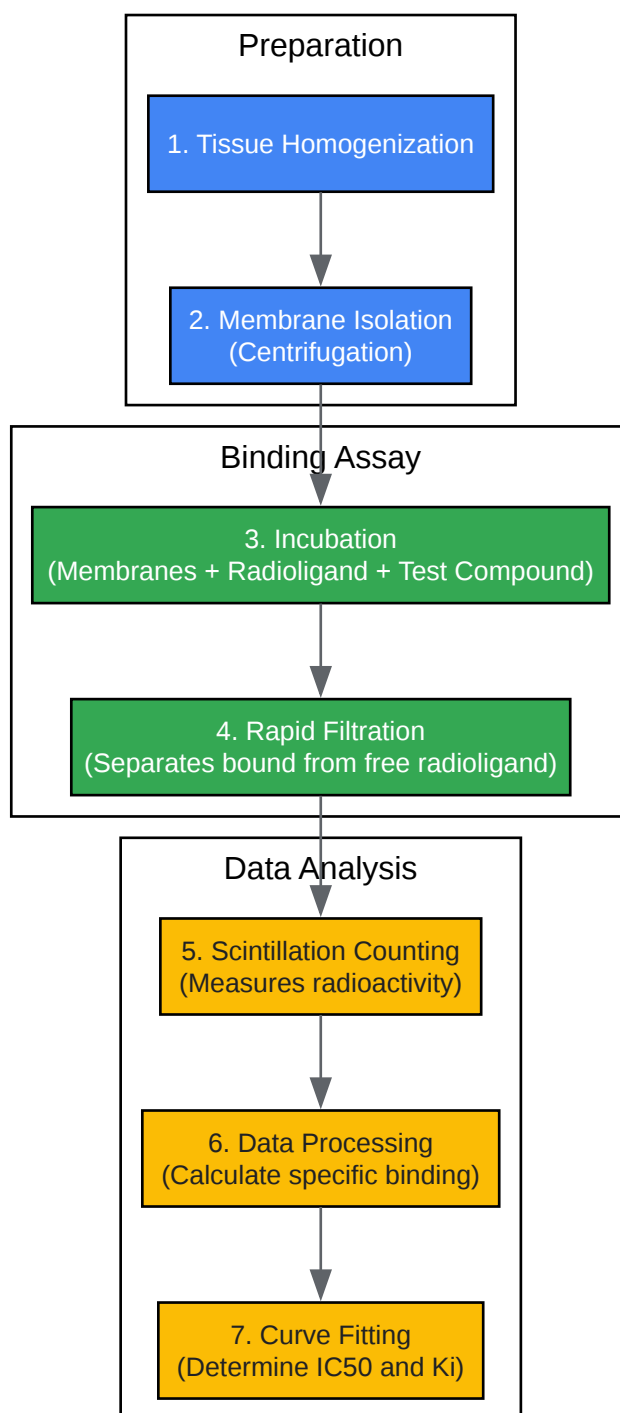 Preparation
1. Tissue Homogenization
2. Membrane Isolation
(Centrifugation)
Binding Assay
3. Incubation
(Membranes + Radioligand + Test Compound)
4. Rapid Filtration
(Separates bound from free radioligand)
Data Analysis
5. Scintillation Counting
(Measures radioactivity)
6. Data Processing
(Calculate specific binding)
7. Curve Fitting
(Determine IC50 and Ki)